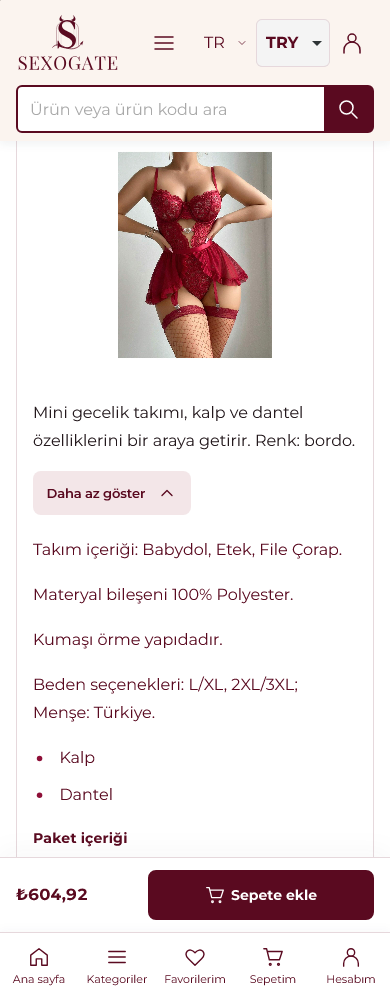 SEXOGATE
TR
TRY
Ürün veya ürün kodu ara
Mini gecelik takımı, kalp ve dantel
özelliklerini bir araya getirir. Renk: bordo.
Daha az göster
Takım içeriği: Babydol, Etek, File Çorap.
Materyal bileşeni 100% Polyester.
Kumaşı örme yapıdadır.
Beden seçenekleri: L/XL, 2XL/3XL;
Menşe: Türkiye.
• Kalp
• Dantel
Paket içeriği
₺604,92
Sepete ekle
Ana sayfa
Kategoriler
Favorilerim
Sepetim
Hesabım